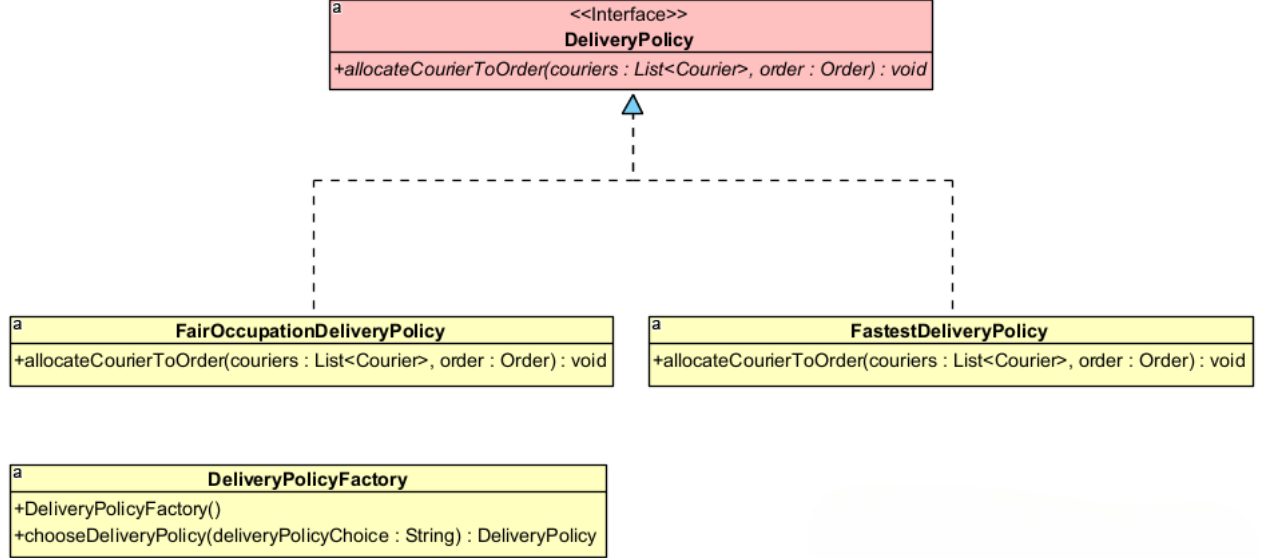 a
<<Interface>>
DeliveryPolicy
+allocateCourierToOrder(couriers : List<Courier>, order : Order) : void
a
FairOccupationDeliveryPolicy
+allocateCourierToOrder(couriers : List<Courier>, order : Order) : void
a
FastestDeliveryPolicy
+allocateCourierToOrder(couriers : List<Courier>, order : Order) : void
a
DeliveryPolicyFactory
+DeliveryPolicyFactory()
+chooseDeliveryPolicy(deliveryPolicyChoice : String) : DeliveryPolicy